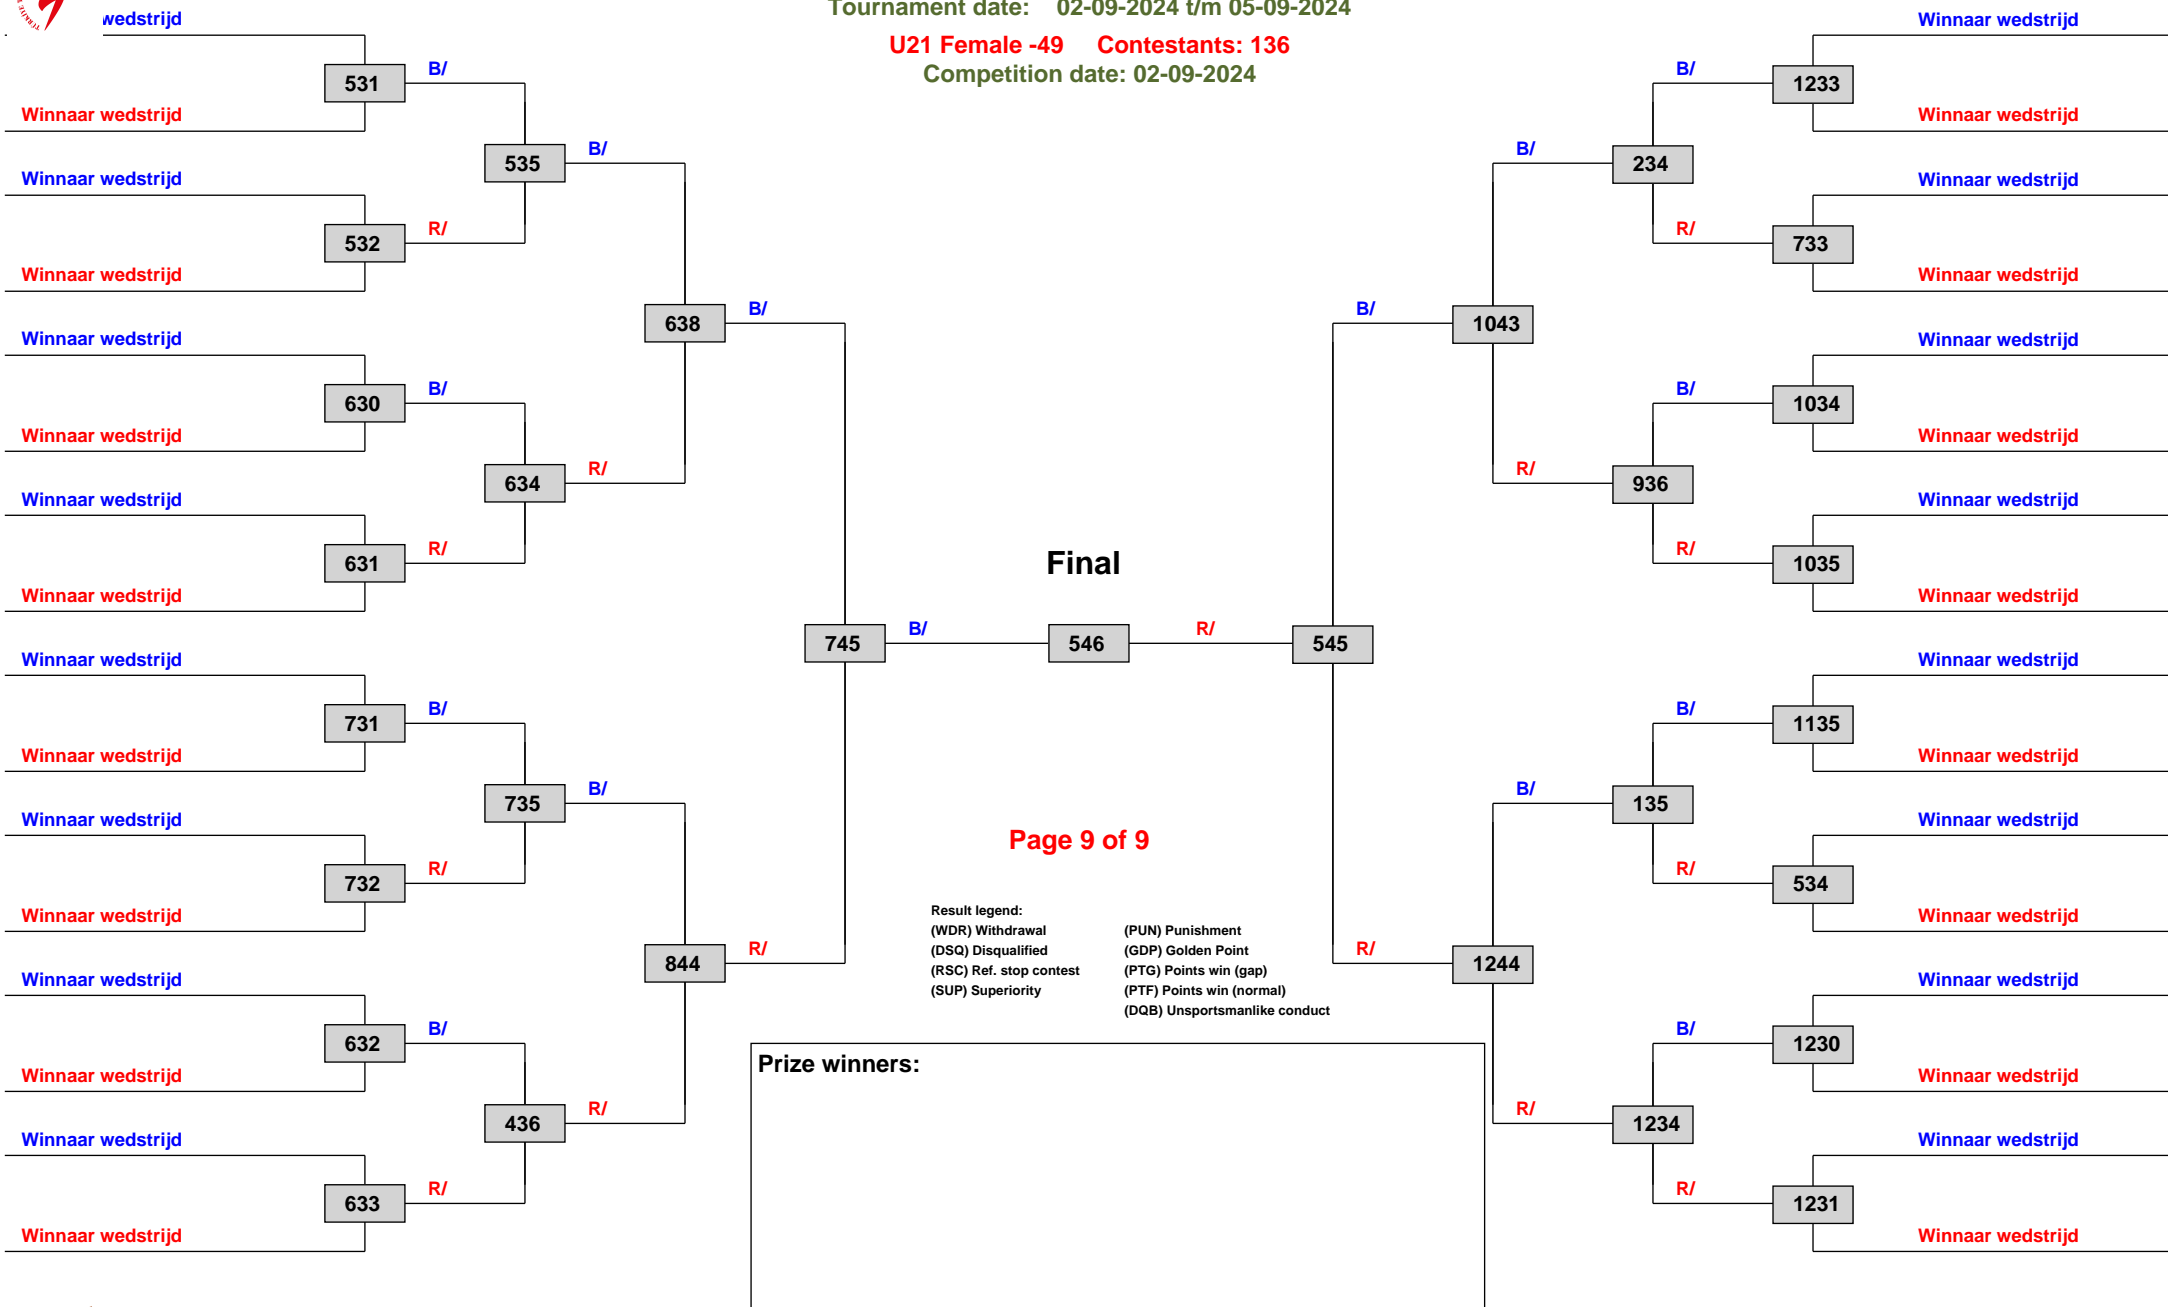 Tournament date: 02-09-2024 t/m 05-09-2024
U21 Female -49 Contestants: 136
Competition date: 02-09-2024
wedstrijd
531
B/
Winnaar wedstrijd
535
B/
Winnaar wedstrijd
532
R/
Winnaar wedstrijd
638
B/
Winnaar wedstrijd
630
B/
Winnaar wedstrijd
634
R/
Winnaar wedstrijd
631
R/
Winnaar wedstrijd
Winnaar wedstrijd
731
B/
Winnaar wedstrijd
735
B/
Winnaar wedstrijd
732
R/
Winnaar wedstrijd
844
R/
Winnaar wedstrijd
632
B/
Winnaar wedstrijd
436
R/
Winnaar wedstrijd
633
R/
Winnaar wedstrijd
Final
745
B/
546
R/
545
Winnaar wedstrijd
B/
1233
Winnaar wedstrijd
B/
234
Winnaar wedstrijd
R/
733
Winnaar wedstrijd
B/
1043
Winnaar wedstrijd
B/
1034
Winnaar wedstrijd
R/
936
Winnaar wedstrijd
R/
1035
Winnaar wedstrijd
Winnaar wedstrijd
B/
1135
Winnaar wedstrijd
B/
135
Winnaar wedstrijd
R/
534
Winnaar wedstrijd
R/
1244
Winnaar wedstrijd
B/
1230
Winnaar wedstrijd
R/
1234
Winnaar wedstrijd
R/
1231
Winnaar wedstrijd
Page 9 of 9
Result legend:
(WDR) Withdrawal (PUN) Punishment
(DSQ) Disqualified (GDP) Golden Point
(RSC) Ref. stop contest (PTG) Points win (gap)
(SUP) Superiority (PTF) Points win (normal)
(DQB) Unsportsmanlike conduct
Prize winners: